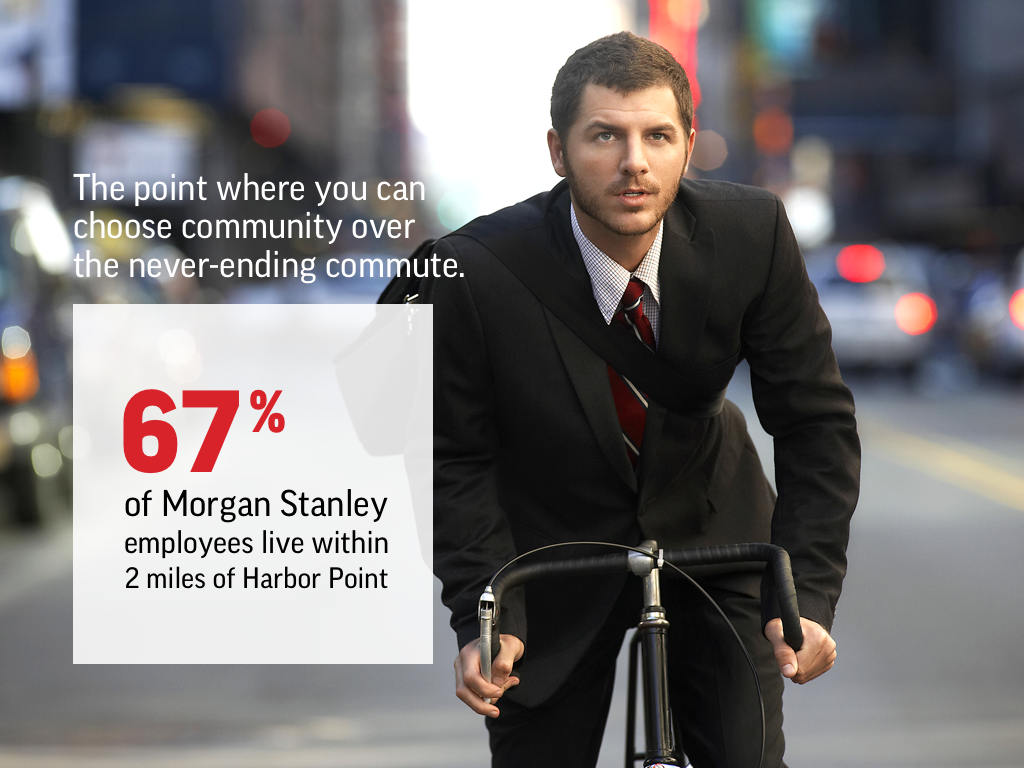 The point where you can
choose community over
the never-ending commute.
67%
of Morgan Stanley
employees live within
2 miles of Harbor Point